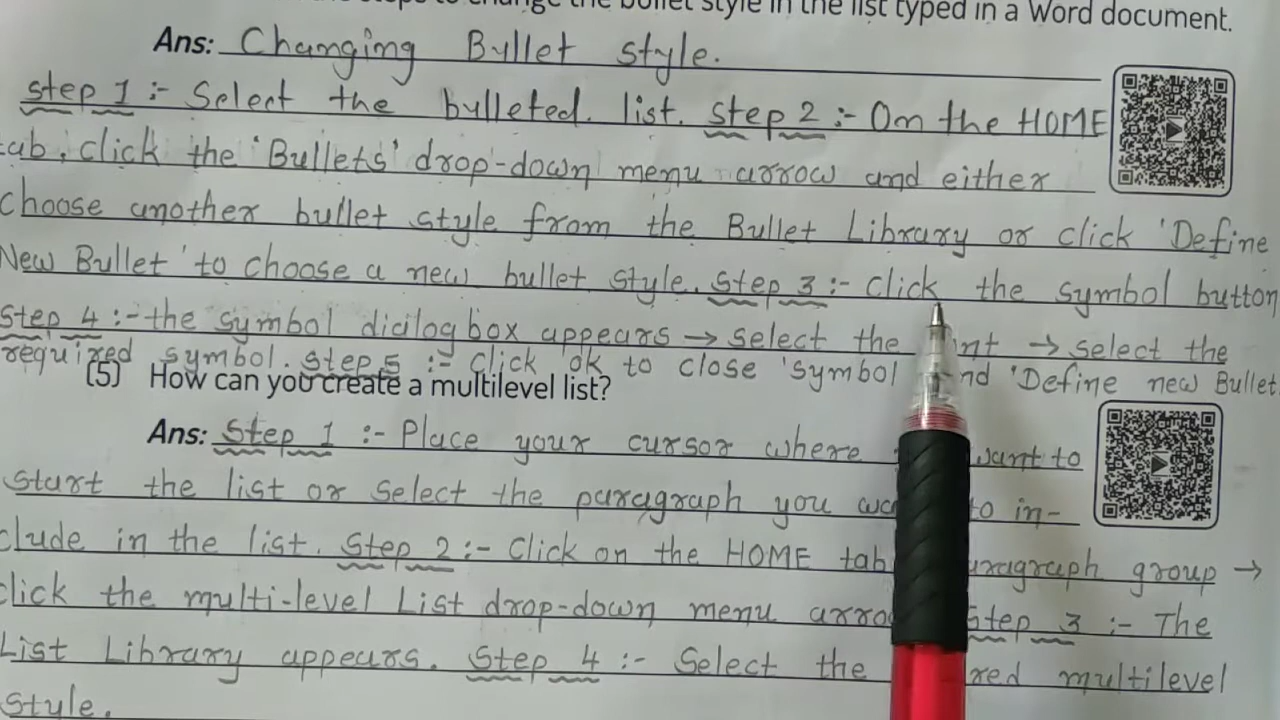 steps to change the bullet style in the list typed in a Word document.
Ans: Changing Bullet style.
step 1 :- Select the bulleted list. step 2 :- On the HOME
tab, click the 'Bullets' drop-down menu arrow and either
choose another bullet style from the Bullet Library or click 'Define
New Bullet' to choose a new bullet style. step 3 :- Click the symbol button
Step 4 :- the symbol dialog box appears → select the → select the
required symbol. step 5 :- Click 'ok to close 'symbol 'Define new Bullet
(5) How can you create a multilevel list?
Ans: Step 1 :- Place your cursor where want to
start the list or select the paragraph you to in-
clude in the list. Step 2 :- Click on the HOME tab group →
click the multi-level List drop-down menu Step 3 :- The
List Library appears. Step 4 :- Select the multilevel
style.